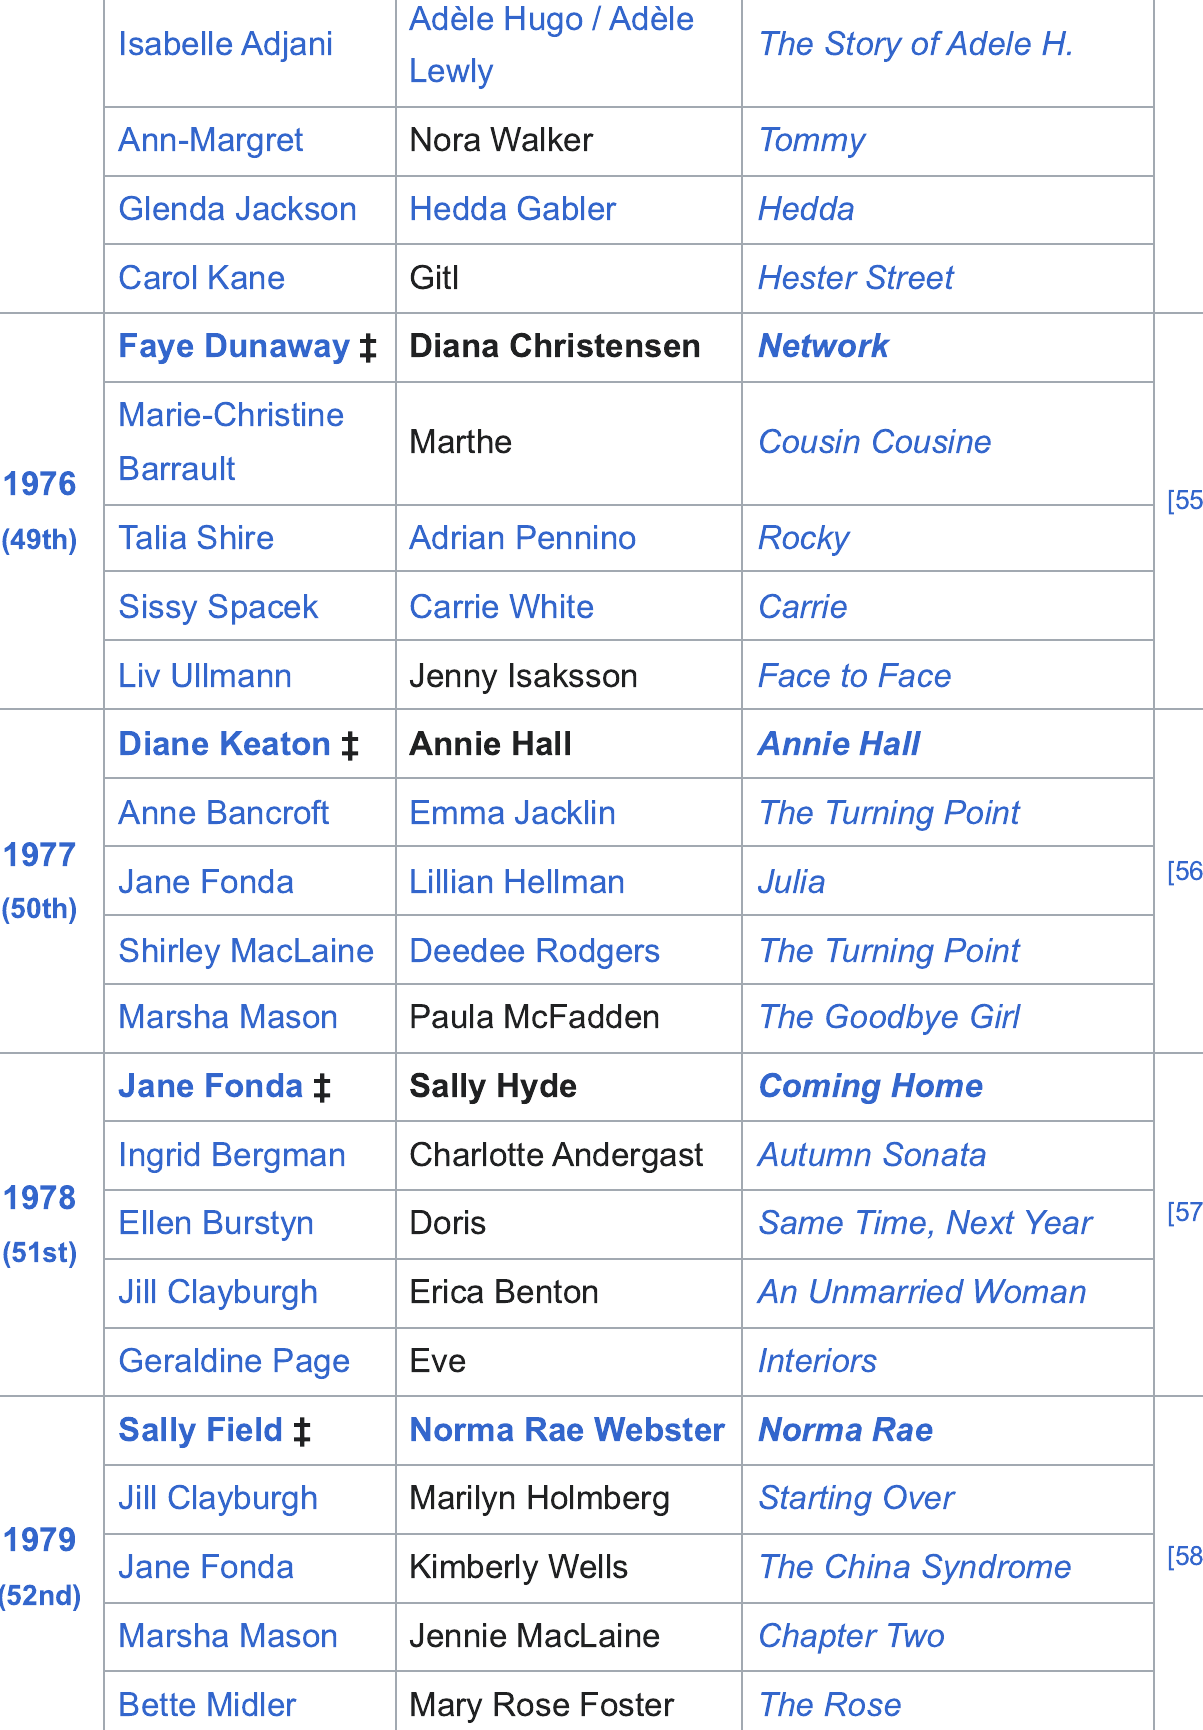 Isabelle Adjani
Adèle Hugo / Adèle
Lewly
The Story of Adele H.
Ann-Margret
Nora Walker
Tommy
Glenda Jackson
Hedda Gabler
Hedda
Carol Kane
Gitl
Hester Street
1976
(49th)
Faye Dunaway ‡
Diana Christensen
Network
[55
Marie-Christine
Barrault
Marthe
Cousin Cousine
Talia Shire
Adrian Pennino
Rocky
Sissy Spacek
Carrie White
Carrie
Liv Ullmann
Jenny Isaksson
Face to Face
1977
(50th)
Diane Keaton ‡
Annie Hall
Annie Hall
[56
Anne Bancroft
Emma Jacklin
The Turning Point
Jane Fonda
Lillian Hellman
Julia
Shirley MacLaine
Deedee Rodgers
The Turning Point
Marsha Mason
Paula McFadden
The Goodbye Girl
1978
(51st)
Jane Fonda ‡
Sally Hyde
Coming Home
[57
Ingrid Bergman
Charlotte Andergast
Autumn Sonata
Ellen Burstyn
Doris
Same Time, Next Year
Jill Clayburgh
Erica Benton
An Unmarried Woman
Geraldine Page
Eve
Interiors
1979
(52nd)
Sally Field ‡
Norma Rae Webster
Norma Rae
[58
Jill Clayburgh
Marilyn Holmberg
Starting Over
Jane Fonda
Kimberly Wells
The China Syndrome
Marsha Mason
Jennie MacLaine
Chapter Two
Bette Midler
Mary Rose Foster
The Rose